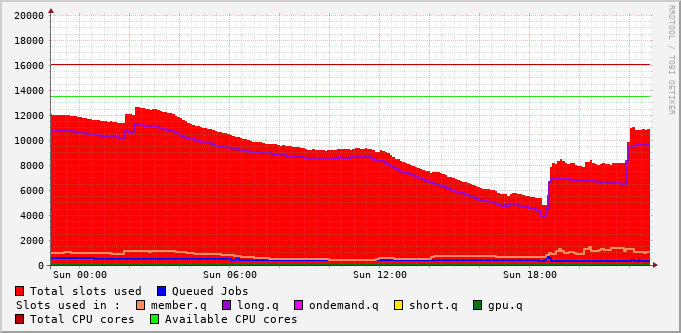 20000
18000
16000
14000
12000
10000
8000
6000
4000
2000
0
Sun 00:00 Sun 06:00 Sun 12:00 Sun 18:00
RRDTOOL / TOBI OETIKER
Total slots used Queued Jobs
Slots used in : member.q long.q ondemand.q short.q gpu.q
Total CPU cores Available CPU cores